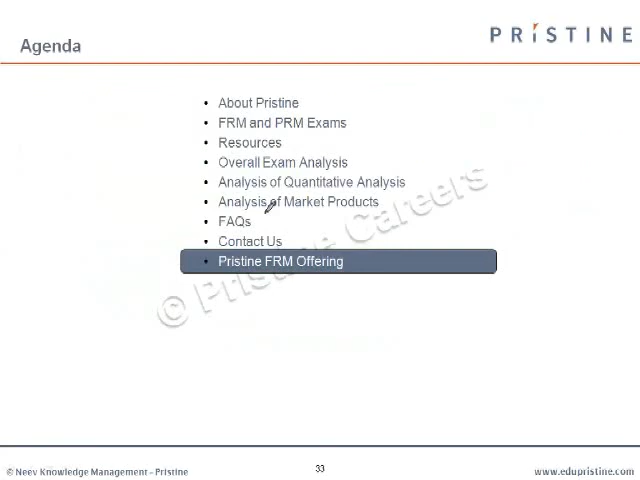 Agenda
PRISTINE
• About Pristine
• FRM and PRM Exams
• Resources
• Overall Exam Analysis
• Analysis of Quantitative Analysis
• Analysis of Market Products
• FAQs
• Contact Us
• Pristine FRM Offering
© Pristine Careers
© Neev Knowledge Management - Pristine
33
www.edupristine.com